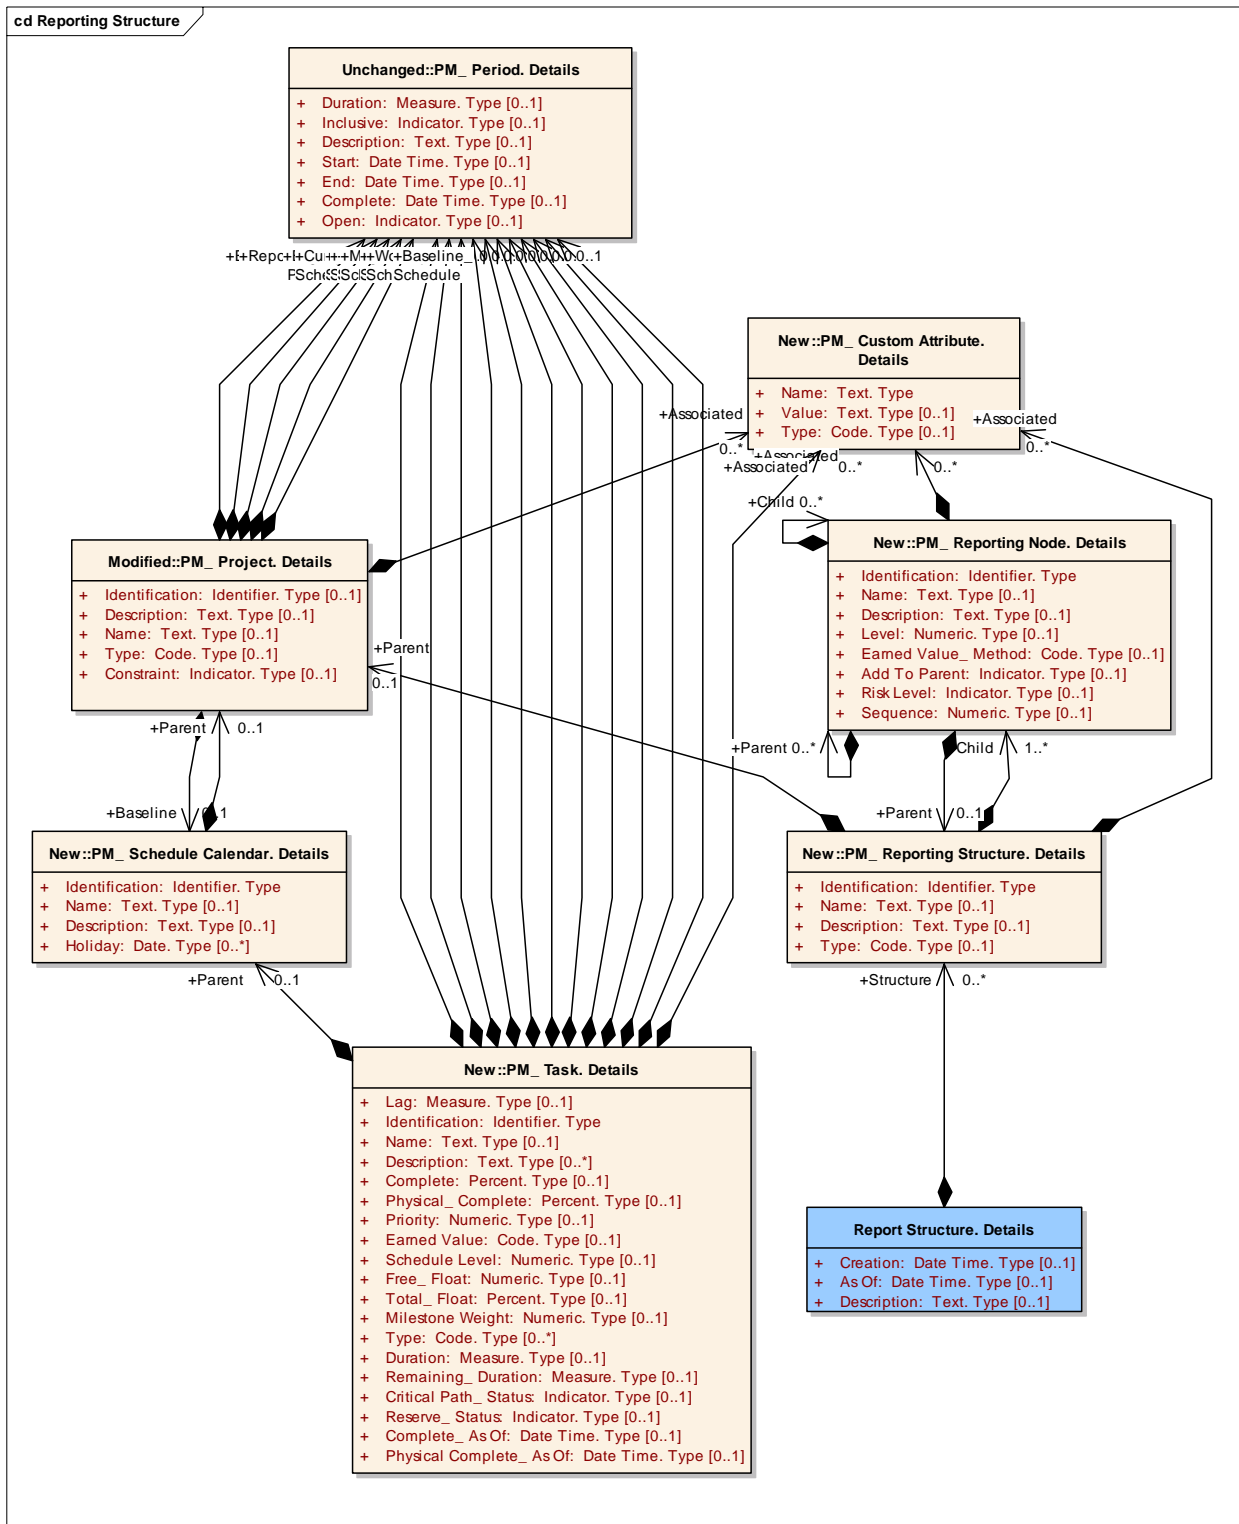 cd Reporting Structure
Unchanged::PM_ Period. Details
+ Duration: Measure. Type [0..1]
+ Inclusive: Indicator. Type [0..1]
+ Description: Text. Type [0..1]
+ Start: Date Time. Type [0..1]
+ End: Date Time. Type [0..1]
+ Complete: Date Time. Type [0..1]
+ Open: Indicator. Type [0..1]
+Baseline_
0..1
Schedule
New::PM_ Custom Attribute.
Details
+ Name: Text. Type
+ Value: Text. Type [0..1]
+ Type: Code. Type [0..1]
+Associated
0..*
+Associated
0..*
+Associated
+Associated
0..*
0..*
+Child 0..*
Modified::PM_ Project. Details
+ Identification: Identifier. Type [0..1]
+ Description: Text. Type [0..1]
+ Name: Text. Type [0..1]
+ Type: Code. Type [0..1]
+ Constraint: Indicator. Type [0..1]
+Parent
0..1
New::PM_ Reporting Node. Details
+ Identification: Identifier. Type
+ Name: Text. Type [0..1]
+ Description: Text. Type [0..1]
+ Level: Numeric. Type [0..1]
+ Earned Value_ Method: Code. Type [0..1]
+ Add To Parent: Indicator. Type [0..1]
+ Risk Level: Indicator. Type [0..1]
+ Sequence: Numeric. Type [0..1]
+Parent 0..1
+Parent 0..*
Child 1..*
+Baseline 0..1
+Parent 0..1
New::PM_ Schedule Calendar. Details
+ Identification: Identifier. Type
+ Name: Text. Type [0..1]
+ Description: Text. Type [0..1]
+ Holiday: Date. Type [0..*]
+Parent 0..1
New::PM_ Reporting Structure. Details
+ Identification: Identifier. Type
+ Name: Text. Type [0..1]
+ Description: Text. Type [0..1]
+ Type: Code. Type [0..1]
+Structure 0..*
New::PM_ Task. Details
+ Lag: Measure. Type [0..1]
+ Identification: Identifier. Type
+ Name: Text. Type [0..1]
+ Description: Text. Type [0..*]
+ Complete: Percent. Type [0..1]
+ Physical_ Complete: Percent. Type [0..1]
+ Priority: Numeric. Type [0..1]
+ Earned Value: Code. Type [0..1]
+ Schedule Level: Numeric. Type [0..1]
+ Free_ Float: Numeric. Type [0..1]
+ Total_ Float: Percent. Type [0..1]
+ Milestone Weight: Numeric. Type [0..1]
+ Type: Code. Type [0..*]
+ Duration: Measure. Type [0..1]
+ Remaining_ Duration: Measure. Type [0..1]
+ Critical Path_ Status: Indicator. Type [0..1]
+ Reserve_ Status: Indicator. Type [0..1]
+ Complete_ As Of: Date Time. Type [0..1]
+ Physical Complete_ As Of: Date Time. Type [0..1]
Report Structure. Details
+ Creation: Date Time. Type [0..1]
+ As Of: Date Time. Type [0..1]
+ Description: Text. Type [0..1]